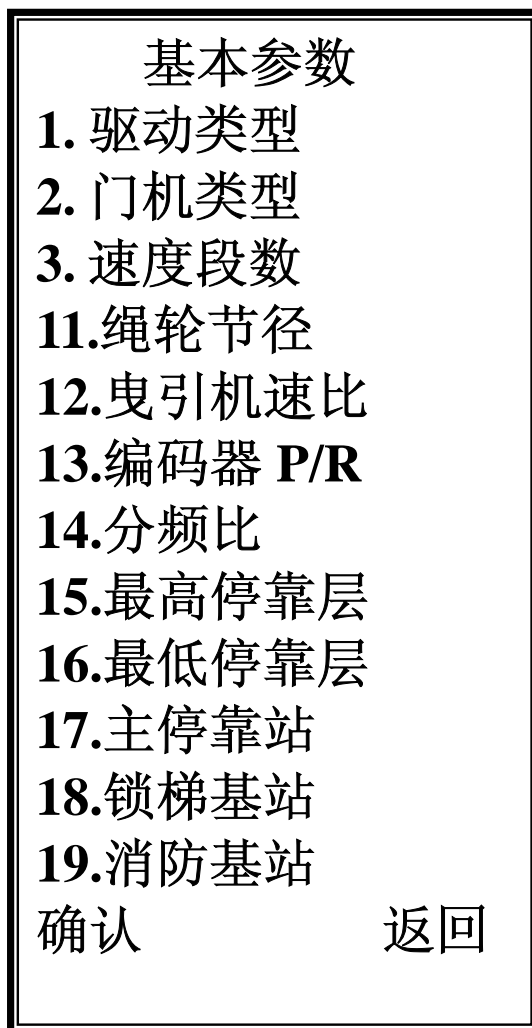 基本参数
1. 驱动类型
2. 门机类型
3. 速度段数
11.绳轮节径
12.曳引机速比
13.编码器 P/R
14.分频比
15.最高停靠层
16.最低停靠层
17.主停靠站
18.锁梯基站
19.消防基站
确认 返回